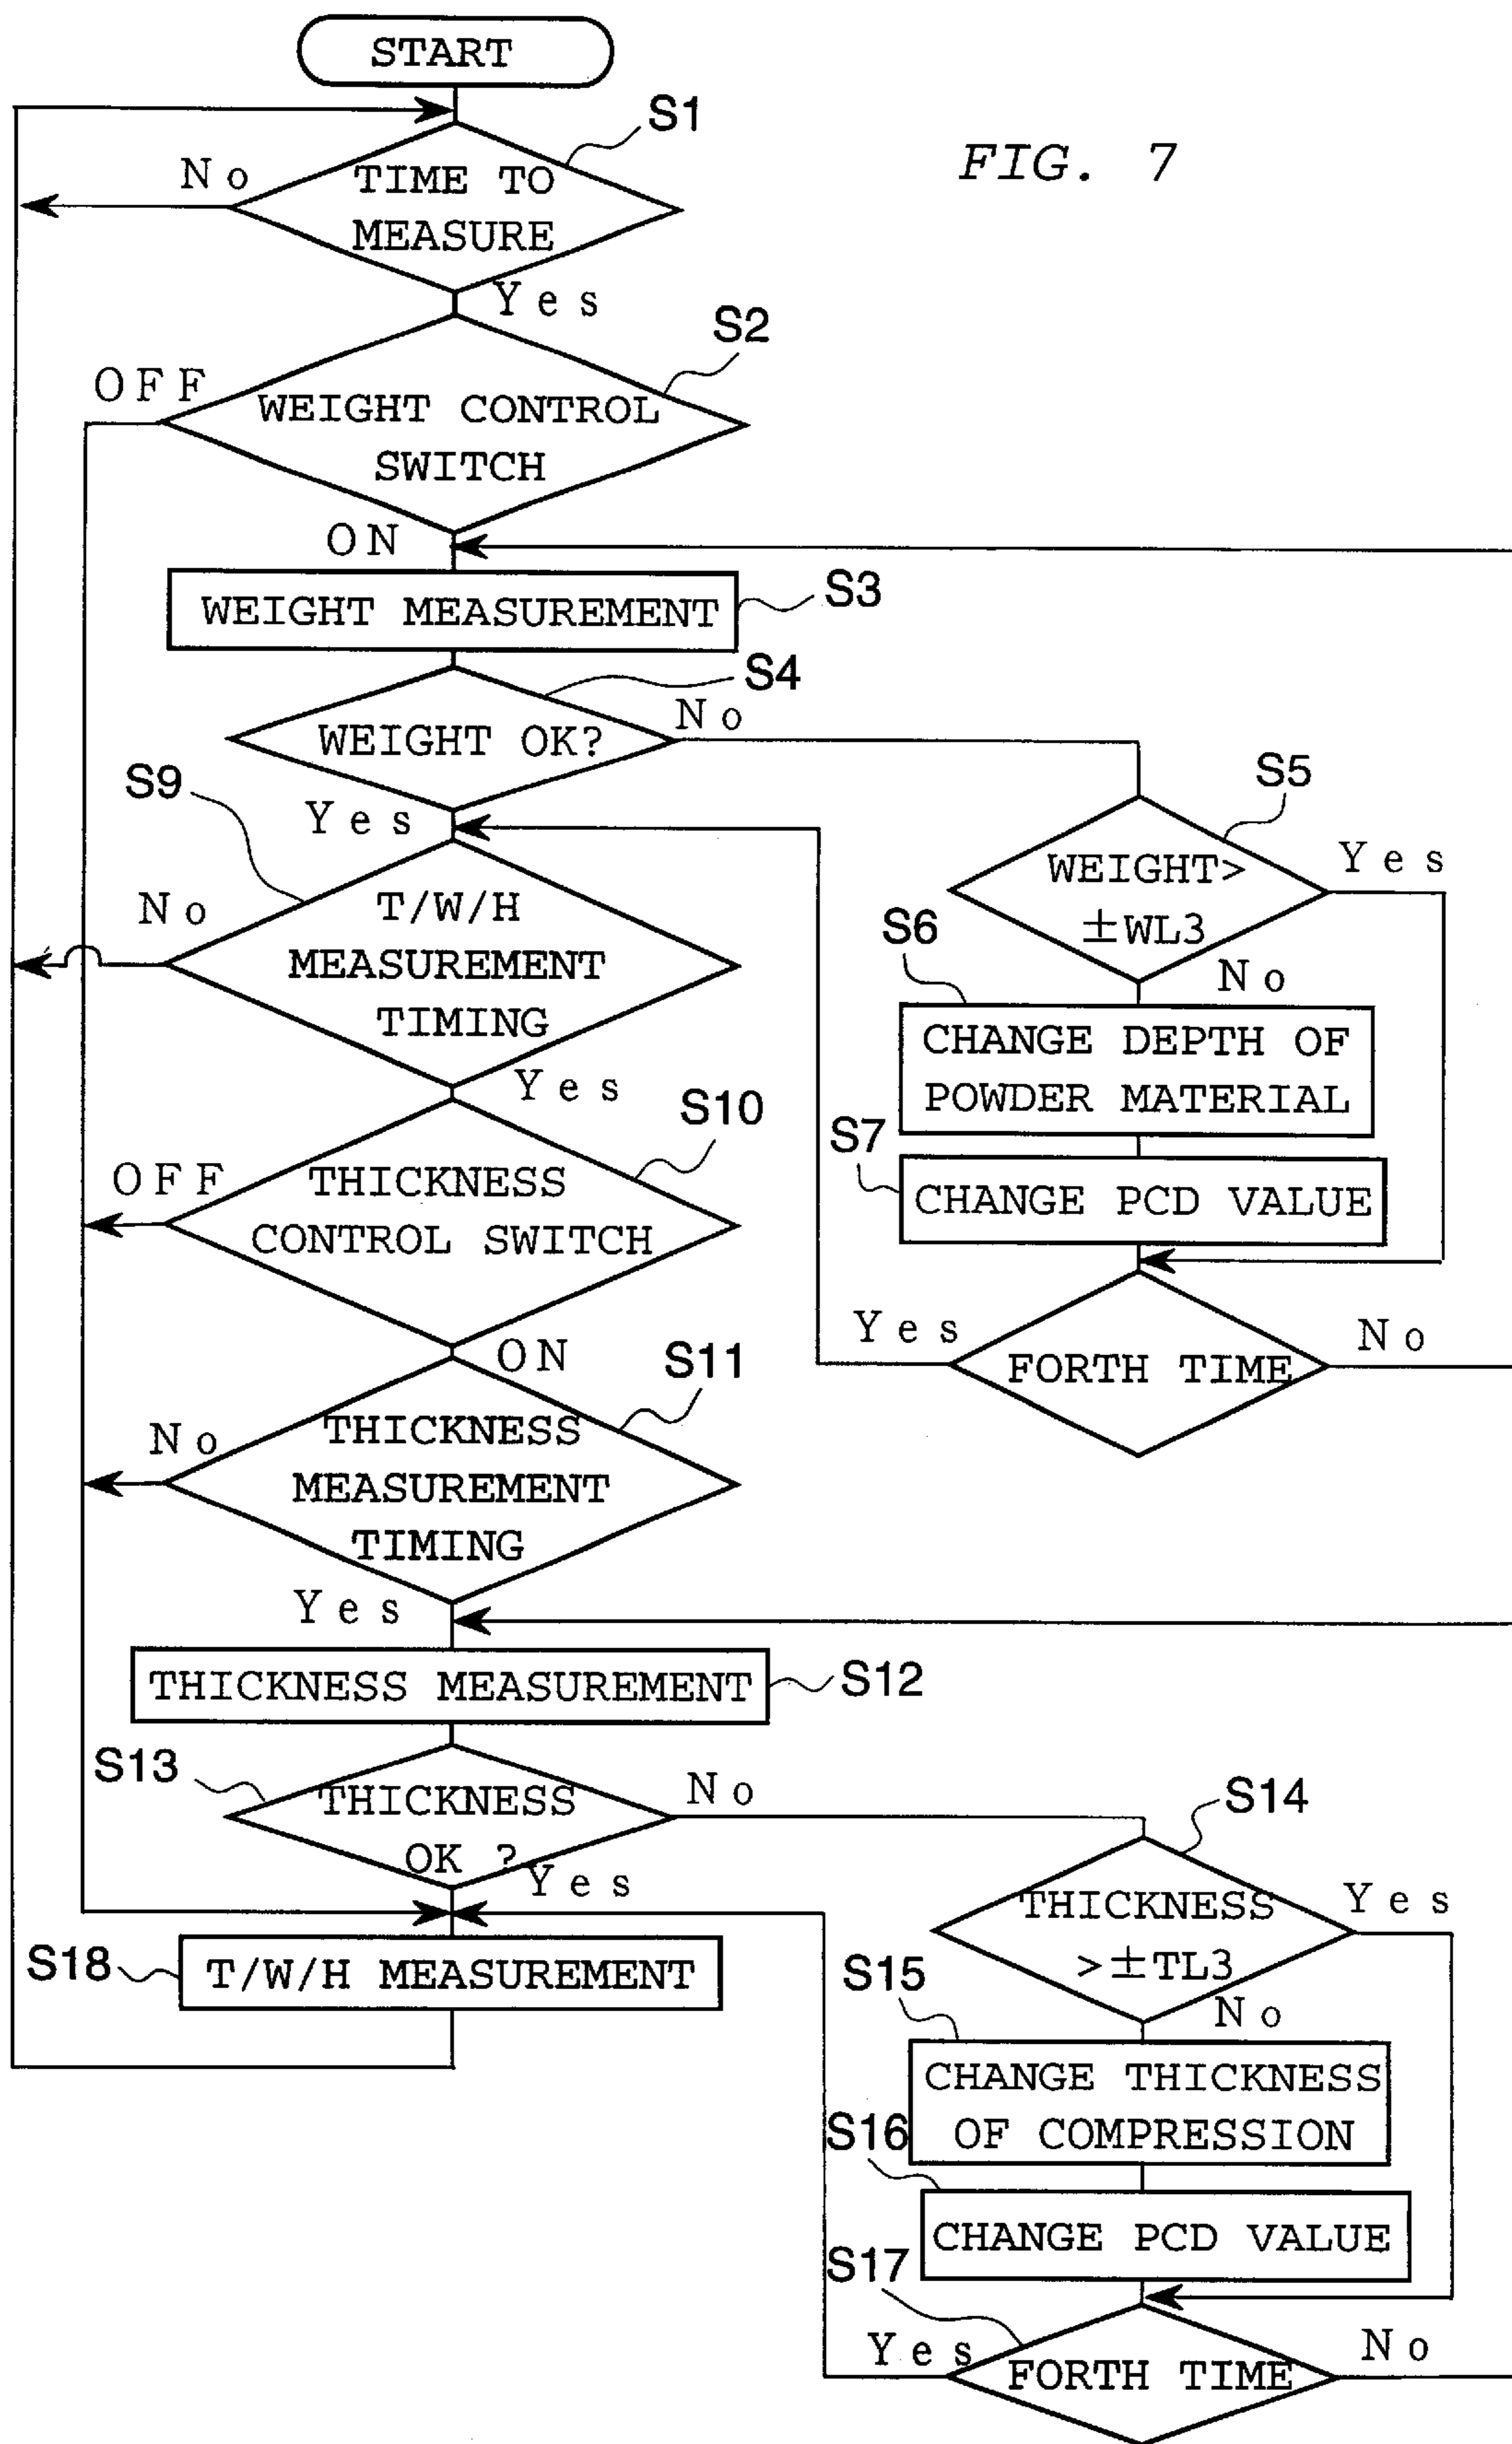 START
S1
FIG. 7
No
TIME TO
MEASURE
Yes
S2
OFF
WEIGHT CONTROL
SWITCH
ON
WEIGHT MEASUREMENT
S3
S4
WEIGHT OK?
No
S9
Yes
S5
WEIGHT>
±WL3
Yes
No
T/W/H
MEASUREMENT
TIMING
No
S6
CHANGE DEPTH OF
POWDER MATERIAL
Yes
S10
S7
CHANGE PCD VALUE
OFF
THICKNESS
CONTROL SWITCH
Yes
FORTH TIME
No
ON
S11
No
THICKNESS
MEASUREMENT
TIMING
Yes
THICKNESS MEASUREMENT
S12
S13
THICKNESS
OK ?
No
Yes
S14
THICKNESS
>±TL3
Yes
No
S18
T/W/H MEASUREMENT
S15
CHANGE THICKNESS
OF COMPRESSION
S16
CHANGE PCD VALUE
S17
Yes
FORTH TIME
No